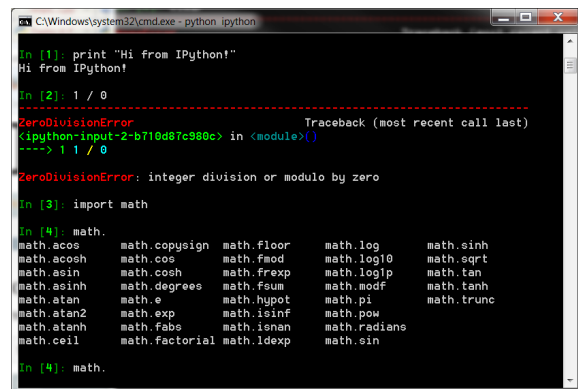 C:\Windows\system32\cmd.exe - python ipython
In [1]: print "Hi from IPython!"
Hi from IPython!
In [2]: 1 / 0
ZeroDivisionError Traceback (most recent call last)
<ipython-input-2-b710d87c980c> in <module>()
----> 1 1 / 0
ZeroDivisionError: integer division or modulo by zero
In [3]: import math
In [4]: math.
math.acos math.copysign math.floor math.log math.sinh
math.acosh math.cos math.fmod math.log10 math.sqrt
math.asin math.cosh math.frexp math.log1p math.tan
math.asinh math.degrees math.fsum math.modf math.tanh
math.atan math.e math.hypot math.pi math.trunc
math.atan2 math.exp math.isinf math.pow
math.atanh math.fabs math.isnan math.radians
math.ceil math.factorial math.ldexp math.sin
In [4]: math.